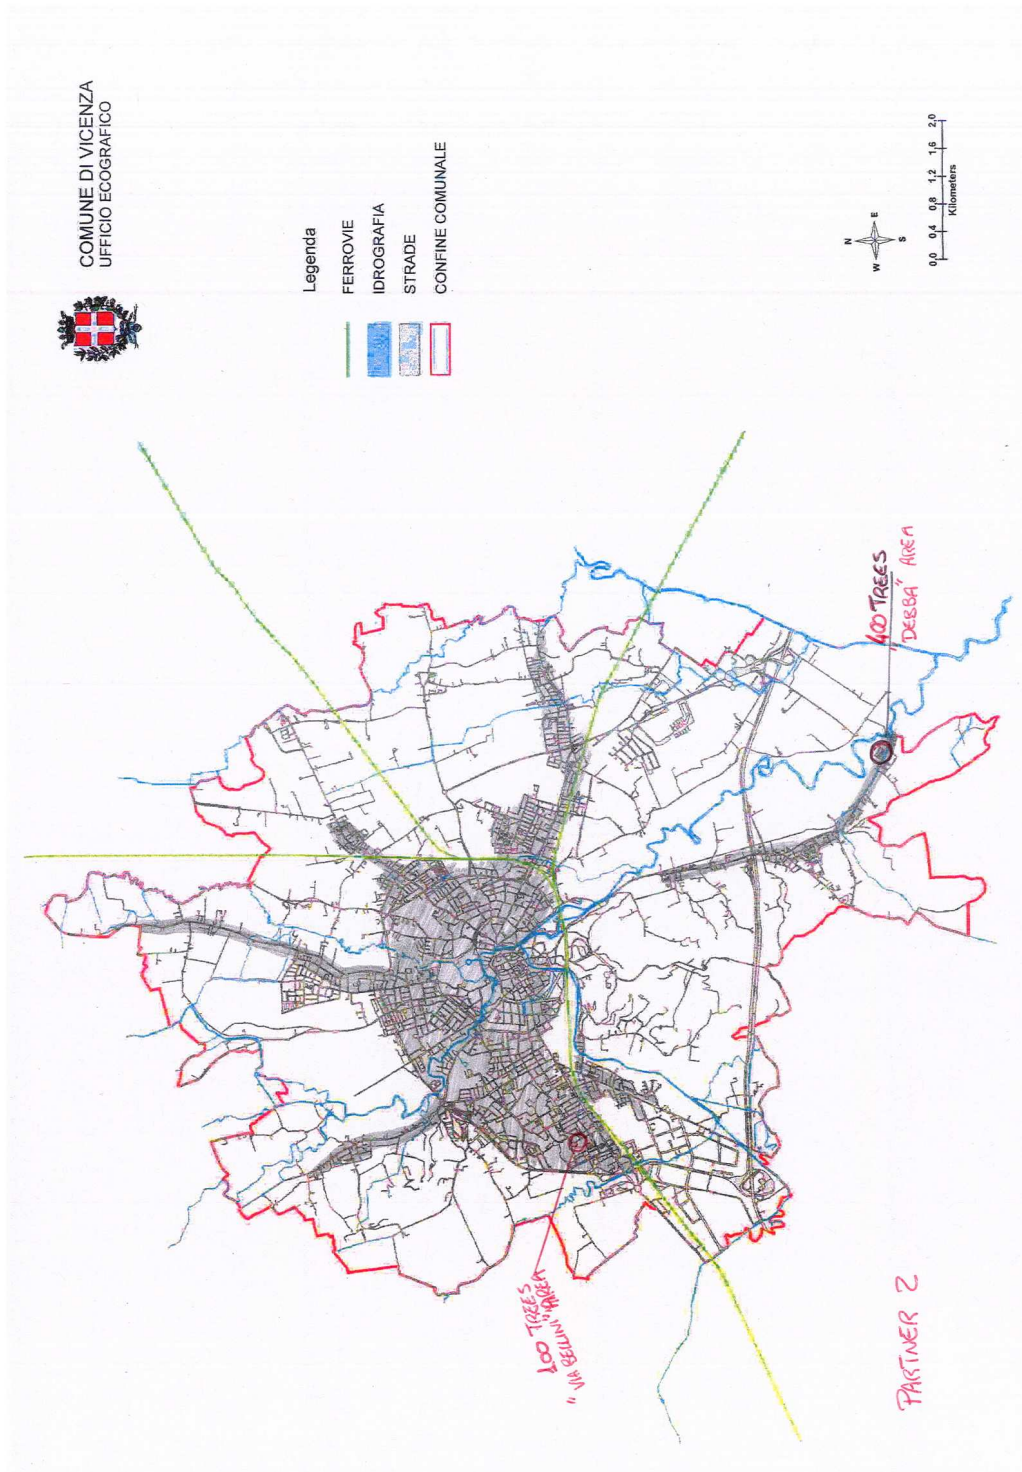 COMUNE DI VICENZA
UFFICIO ECOGRAFICO
Legenda
FERROVIE
IDROGRAFIA
STRADE
CONFINE COMUNALE
N
W E
S
0,0 0,4 0,8 1,2 1,6 2,0
Kilometers
400 TREES
"DEBBA" AREA
400 TREES
"VIA BELLINI" AREA
PARTNER 2